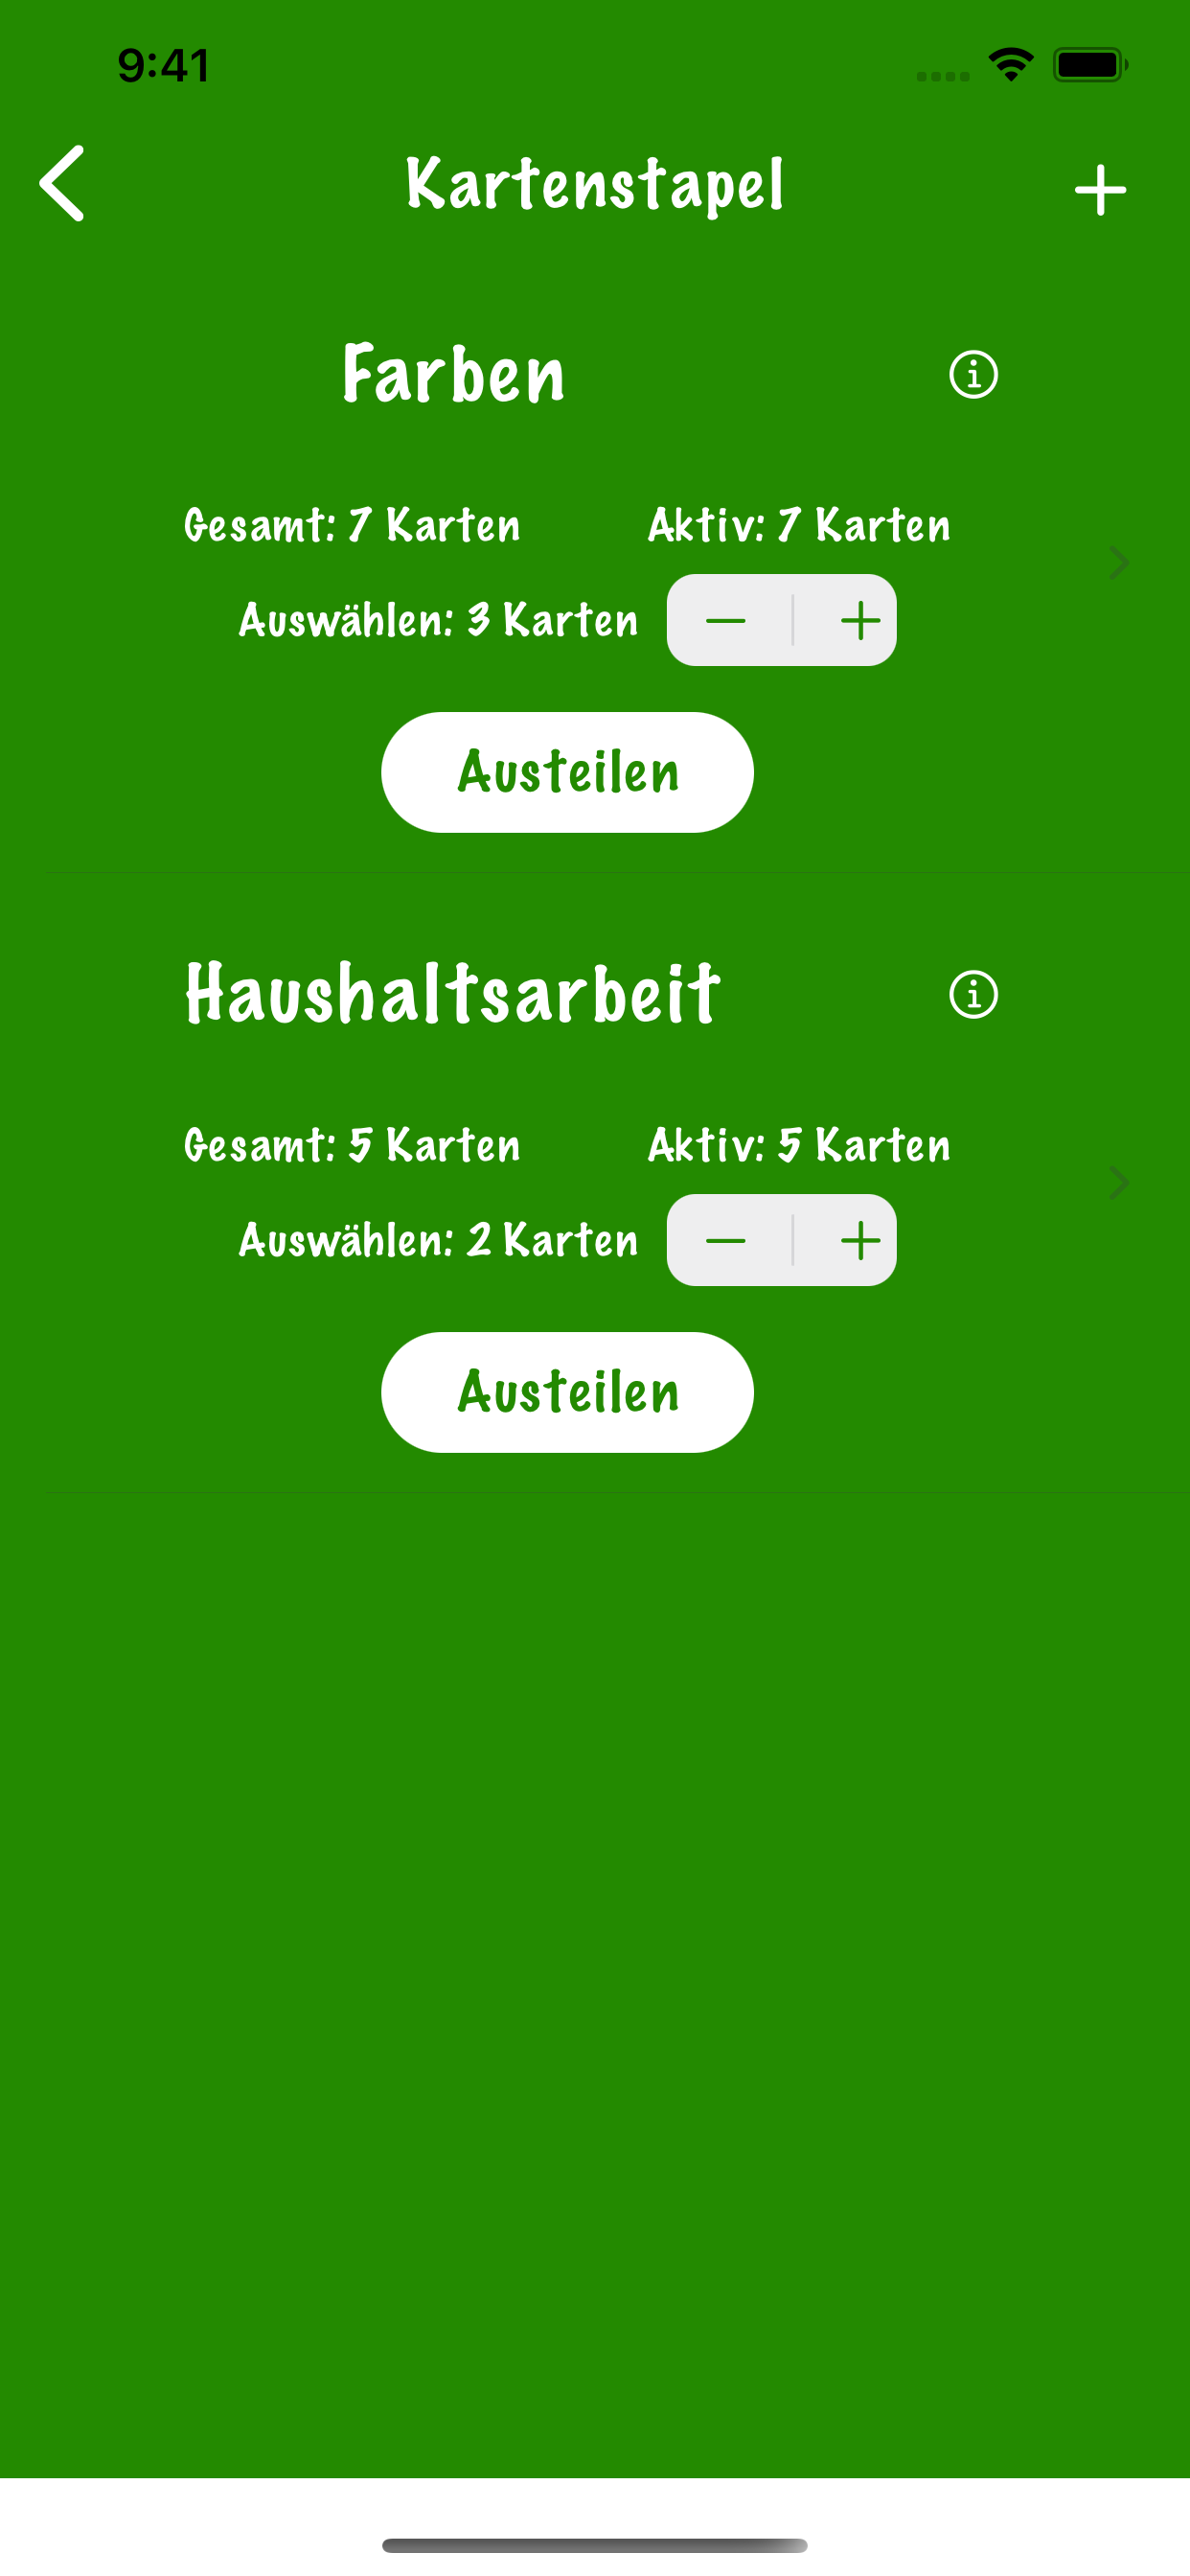 9:41
Kartenstapel
Farben
Gesamt: 7 Karten Aktiv: 7 Karten
Auswählen: 3 Karten
Austeilen
Haushaltsarbeit
Gesamt: 5 Karten Aktiv: 5 Karten
Auswählen: 2 Karten
Austeilen